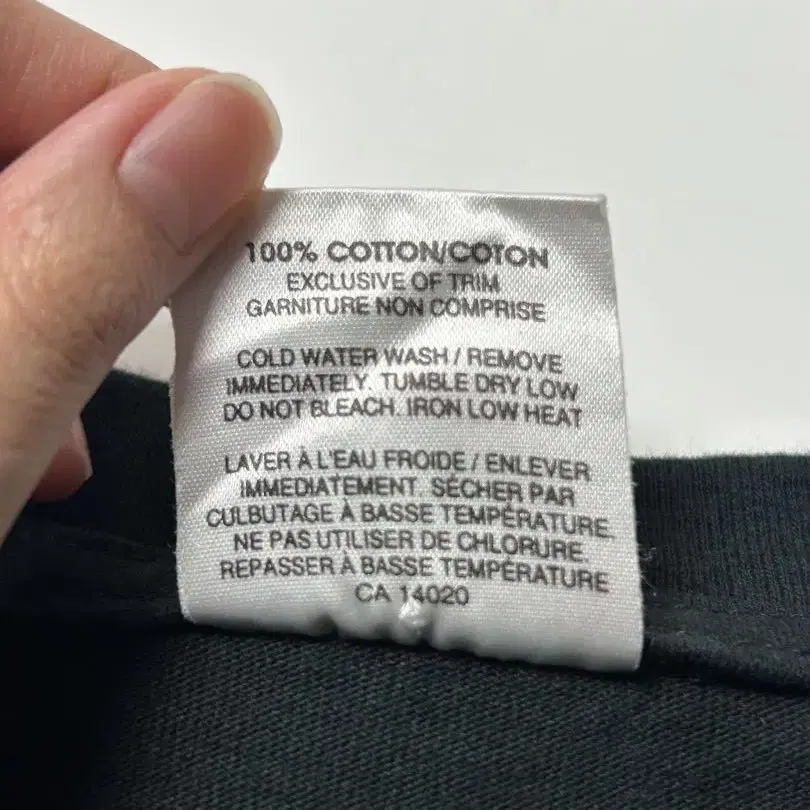 100% COTTON/COTON
EXCLUSIVE OF TRIM
GARNITURE NON COMPRISE
COLD WATER WASH / REMOVE
IMMEDIATELY. TUMBLE DRY LOW
DO NOT BLEACH. IRON LOW HEAT
LAVER À L'EAU FROIDE / ENLEVER
IMMEDIATEMENT. SÉCHER PAR
CULBUTAGE À BASSE TEMPÉRATURE.
NE PAS UTILISER DE CHLORURE.
REPASSER À BASSE TEMPÉRATURE
CA 14020